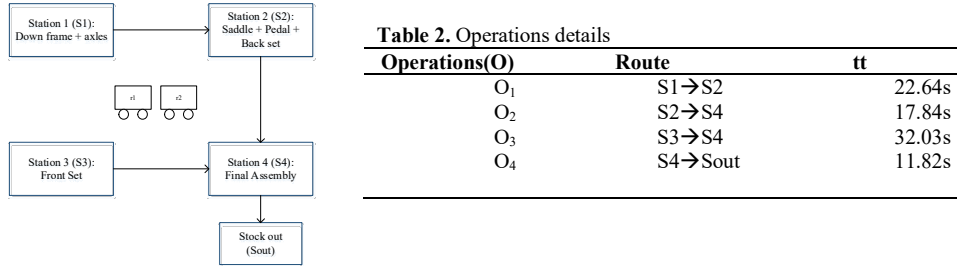 Station 1 (S1):
Down frame + axles
Station 2 (S2):
Saddle + Pedal +
Back set
r1
r2
Station 3 (S3):
Front Set
Station 4 (S4):
Final Assembly
Stock out
(Sout)
Table 2. Operations details
Operations(O) Route tt
O₁ S1→S2 22.64s
O₂ S2→S4 17.84s
O₃ S3→S4 32.03s
O₄ S4→Sout 11.82s